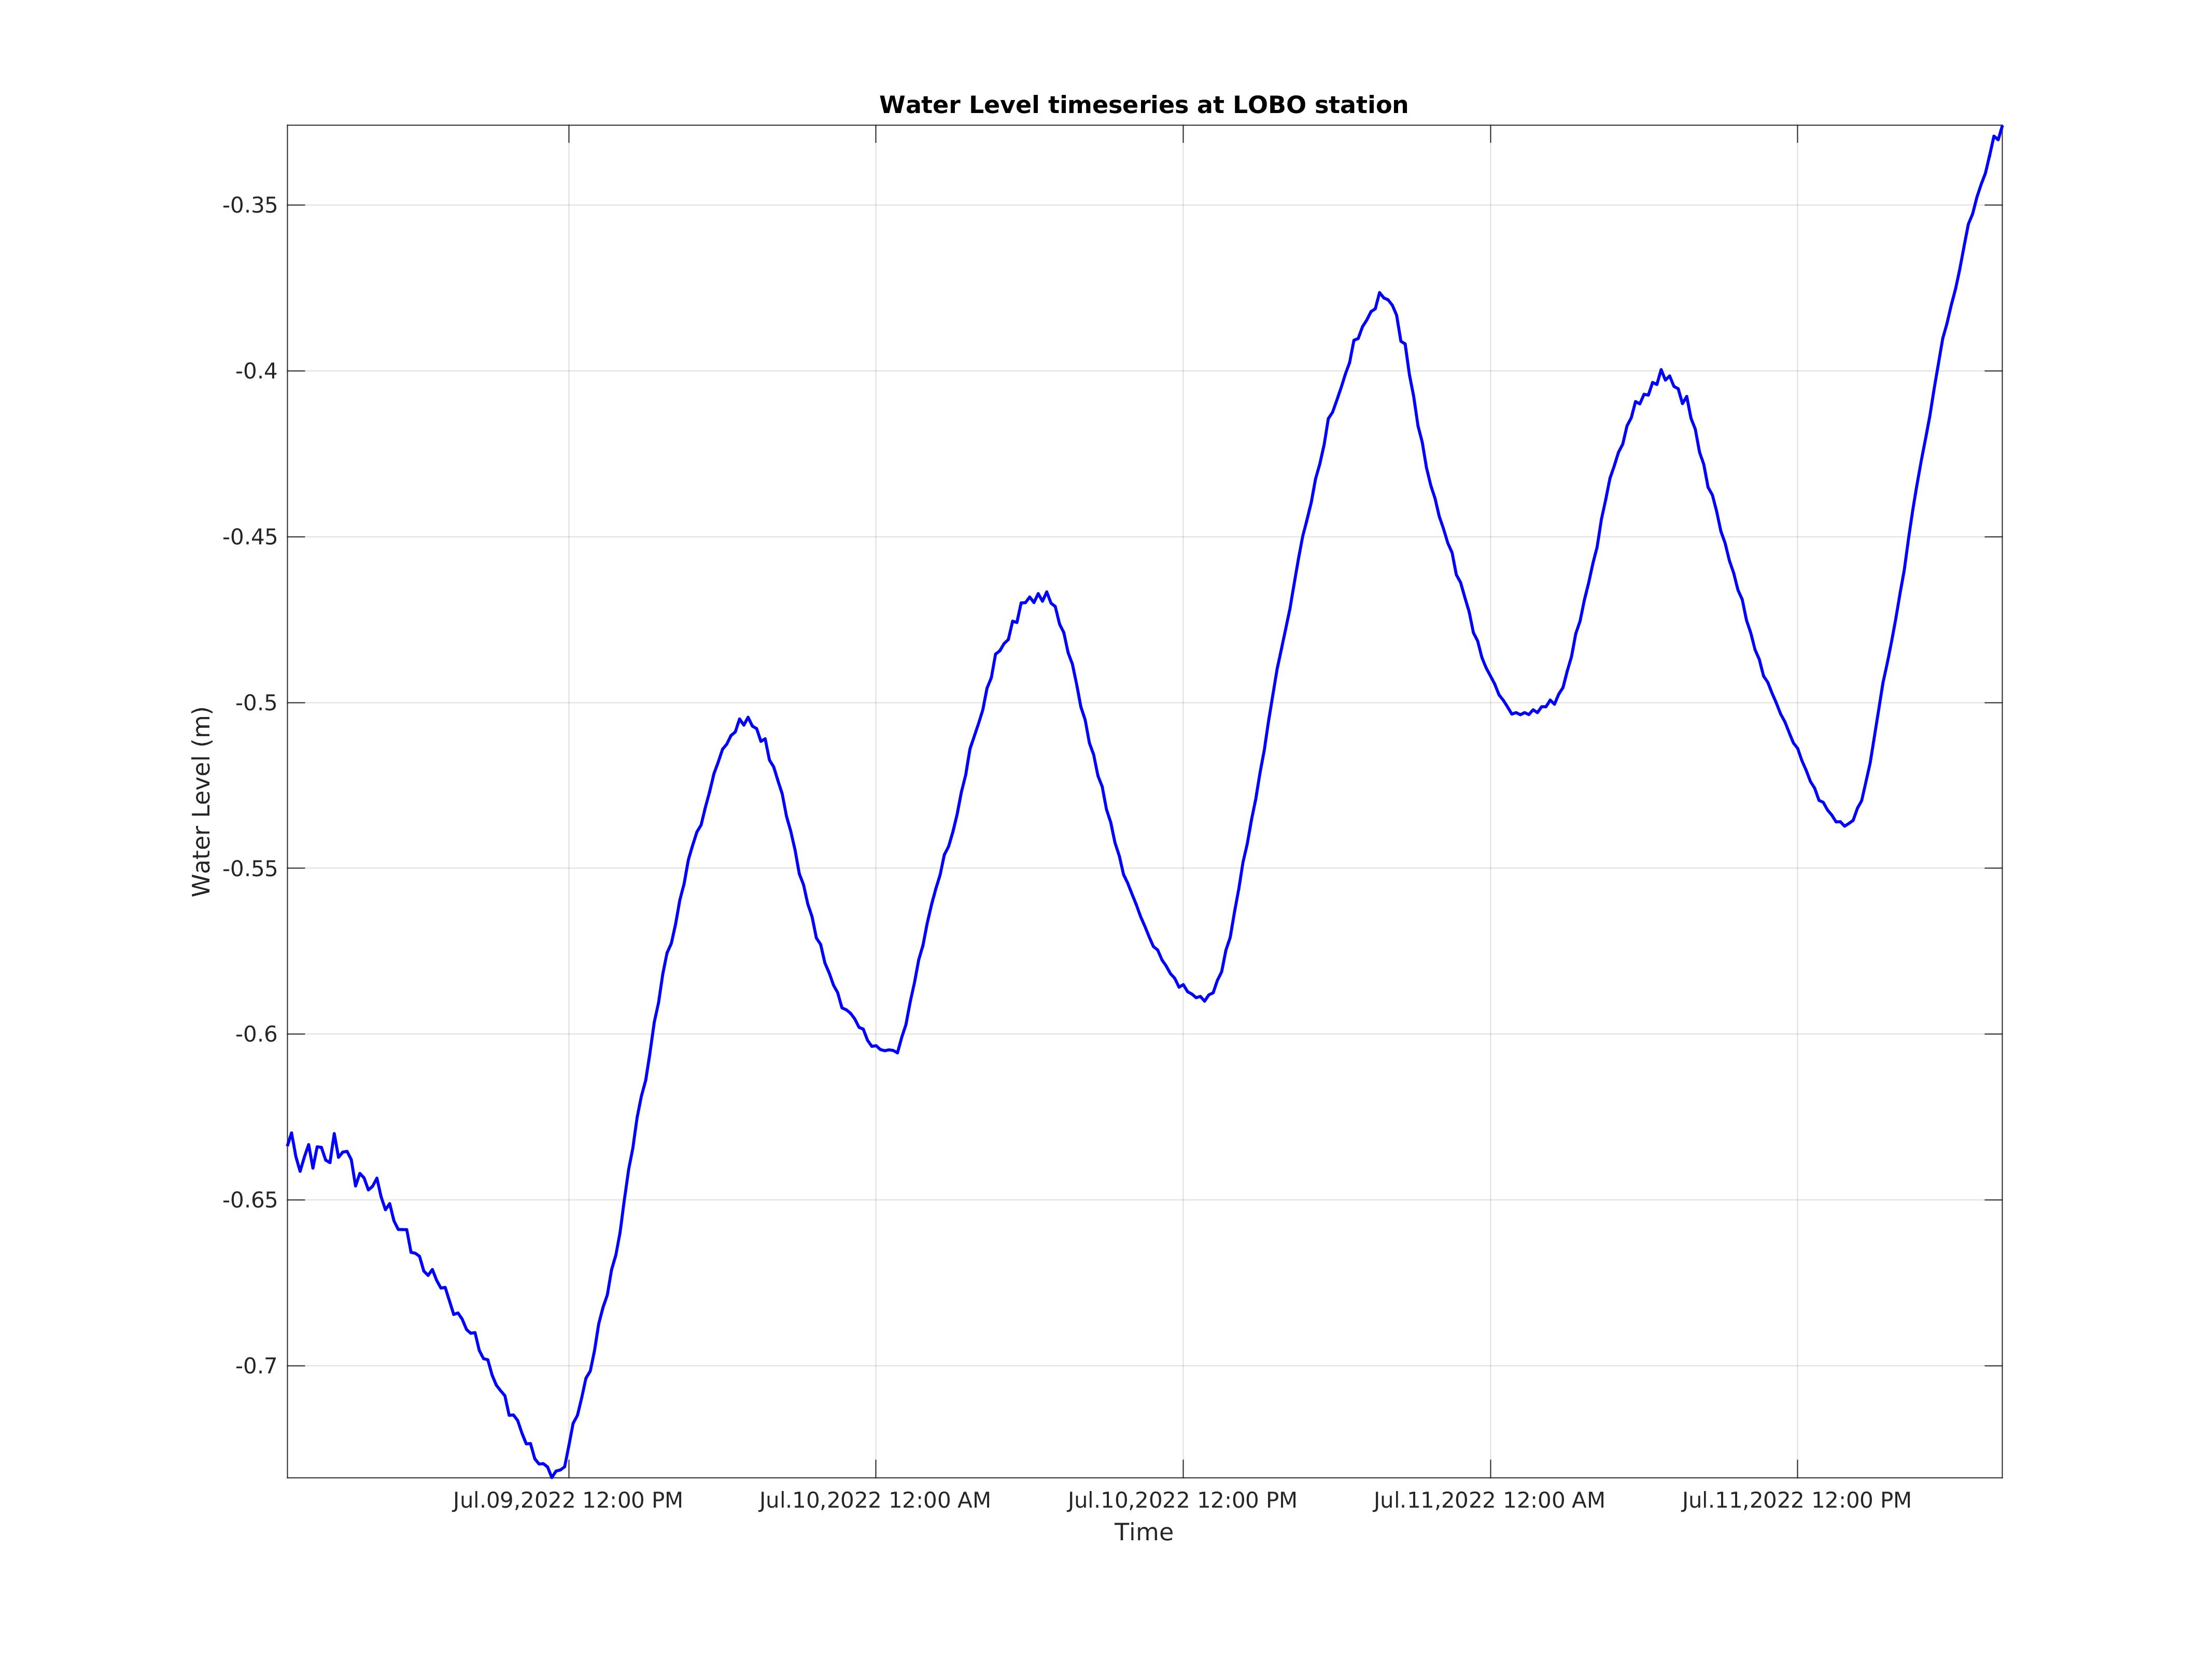 Water Level timeseries at LOBO station
-0.35
-0.4
-0.45
-0.5
-0.55
-0.6
-0.65
-0.7
Water Level (m)
Jul.09,2022 12:00 PM
Jul.10,2022 12:00 AM
Jul.10,2022 12:00 PM
Jul.11,2022 12:00 AM
Jul.11,2022 12:00 PM
Time